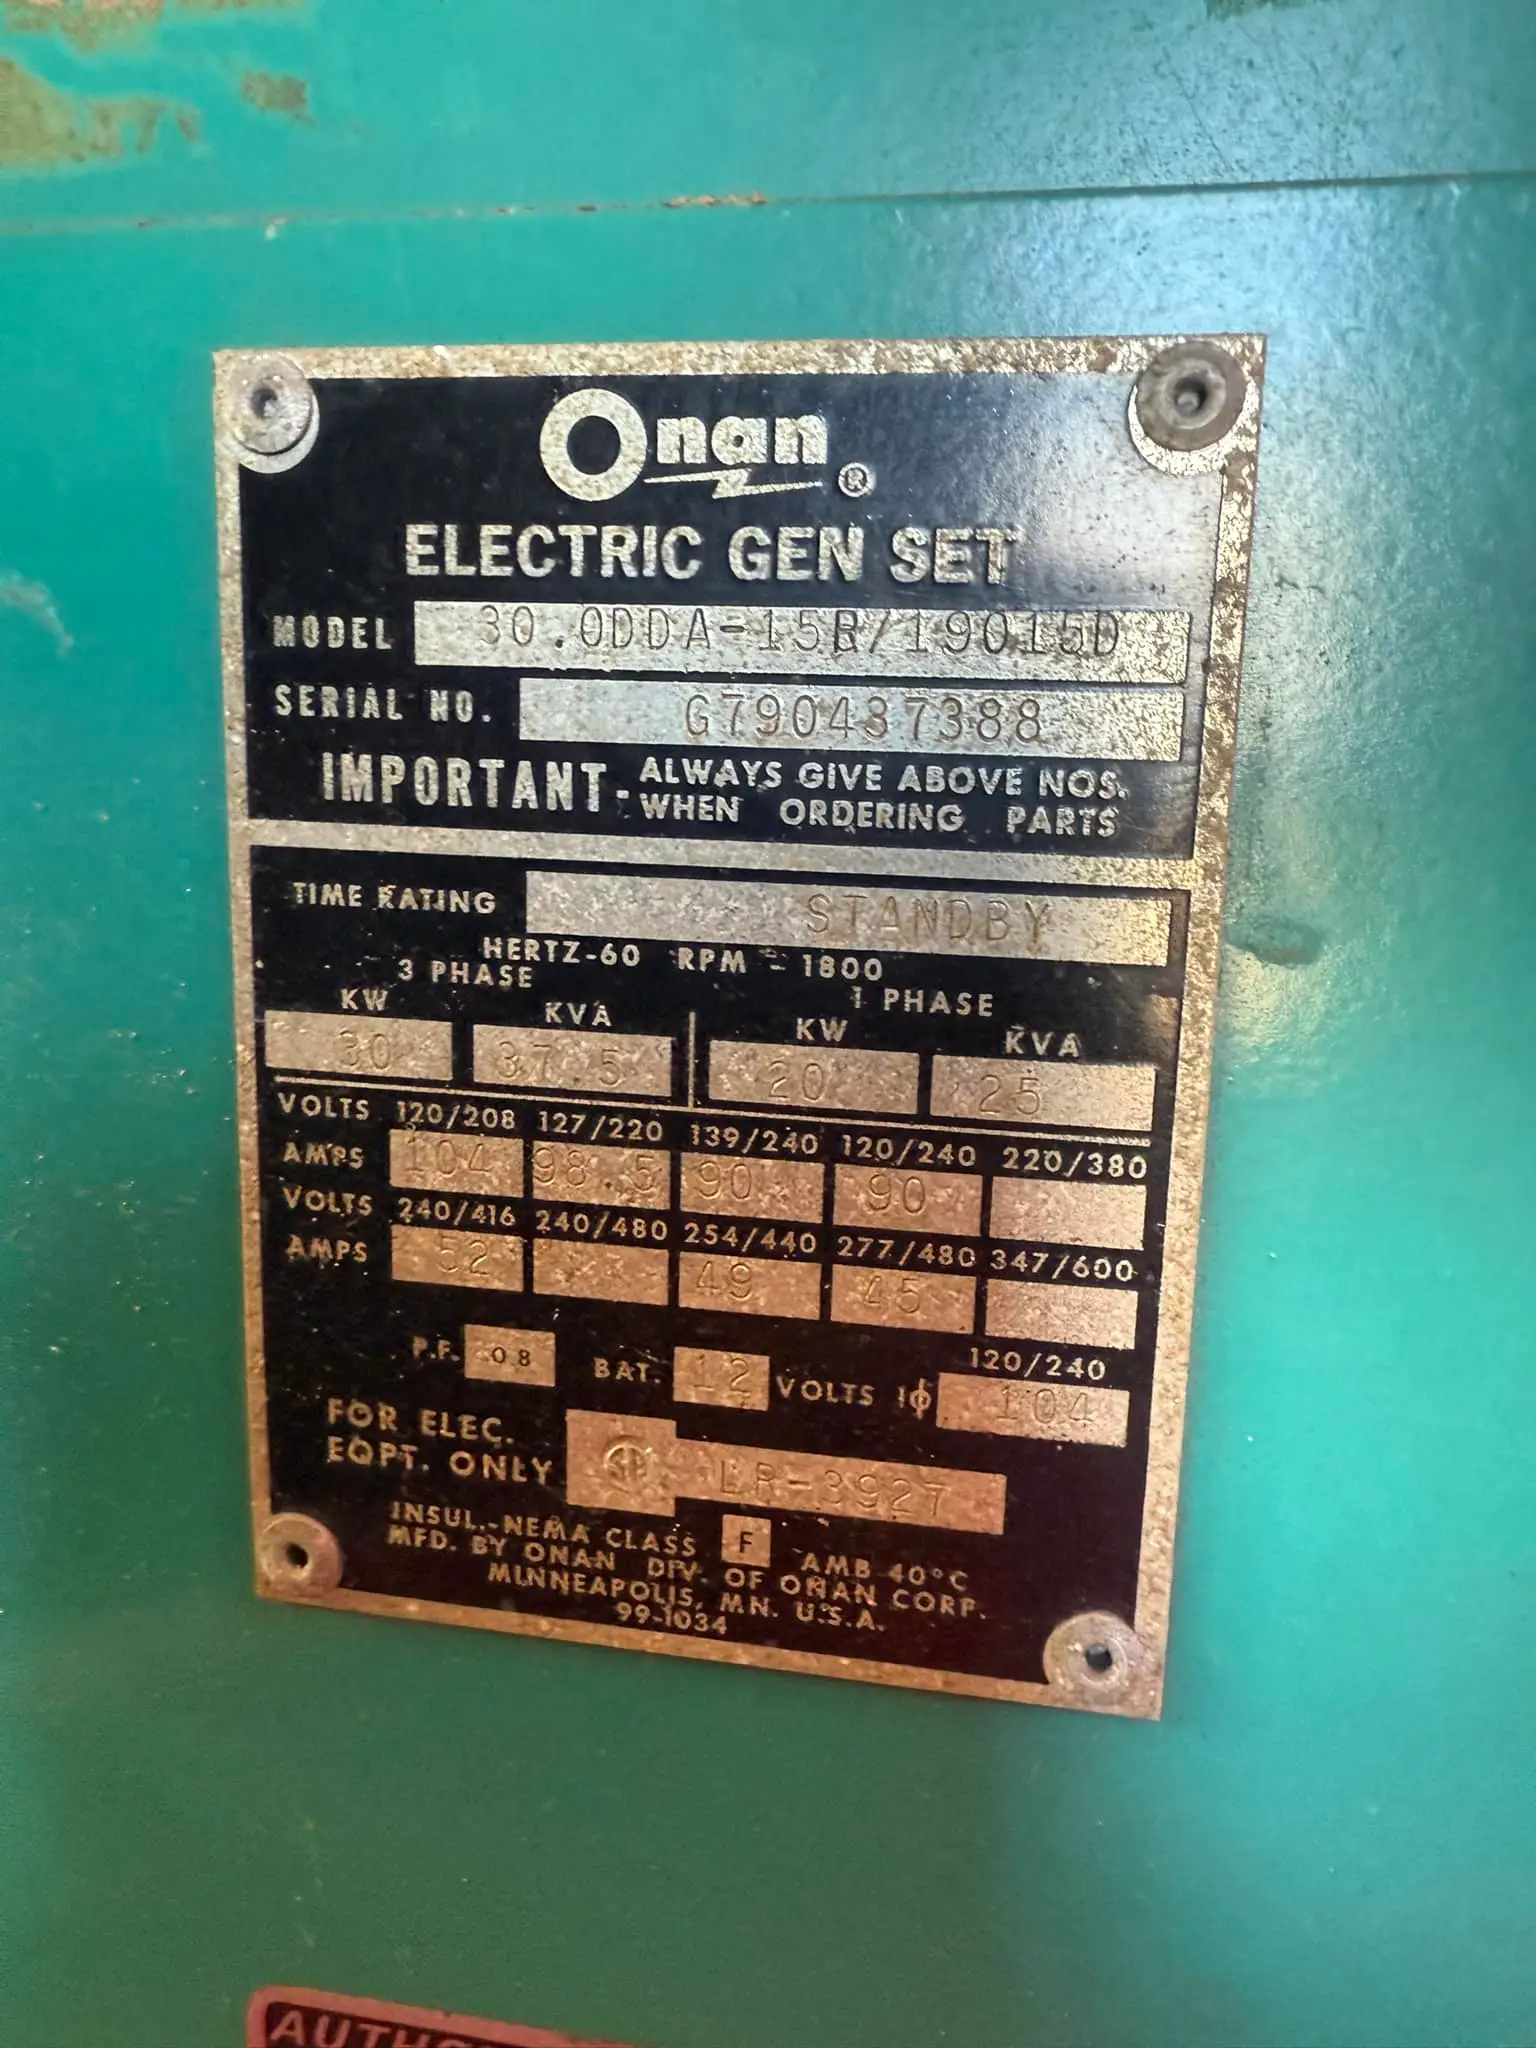 Onan ®
ELECTRIC GEN SET
MODEL 30.0DDA-15R/19015D
SERIAL NO. G790437388
IMPORTANT- ALWAYS GIVE ABOVE NOS.
WHEN ORDERING PARTS
TIME RATING STANDBY
HERTZ-60 RPM - 1800
3 PHASE 1 PHASE
KW KVA KW KVA
30 37.5 20 25
VOLTS 120/208 127/220 139/240 120/240 220/380
AMPS 104 98.5 90 90
VOLTS 240/416 240/480 254/440 277/480 347/600
AMPS 52 49 45
120/240
P.F. 08 BAT. 12 VOLTS 1ϕ 104
FOR ELEC.
EQPT. ONLY LR-3927
INSUL.-NEMA CLASS F AMB 40°C
MFD. BY ONAN DIV. OF ONAN CORP.
MINNEAPOLIS, MN. U.S.A.
99-1034